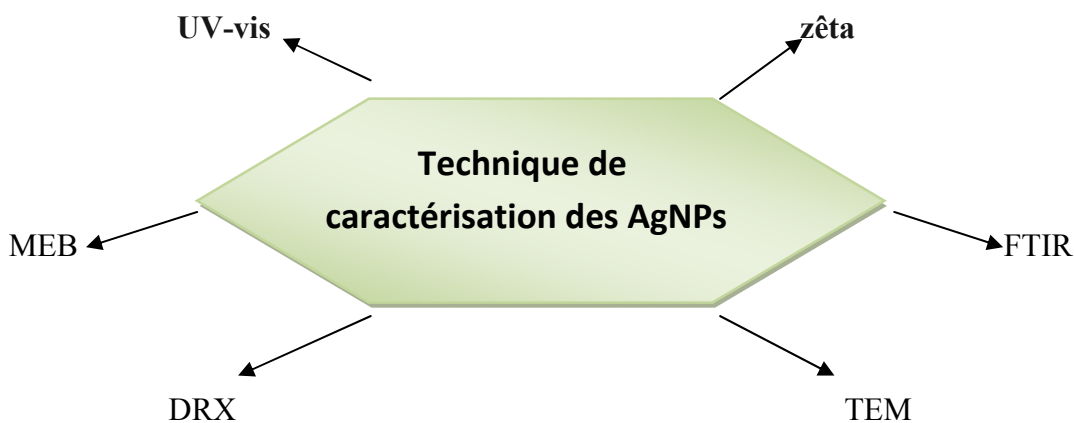 UV-vis
zêta
Technique de
caractérisation des AgNPs
MEB
FTIR
DRX
TEM